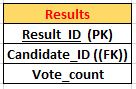 Results
Result_ID (PK)
Candidate_ID ((FK))
Vote_count